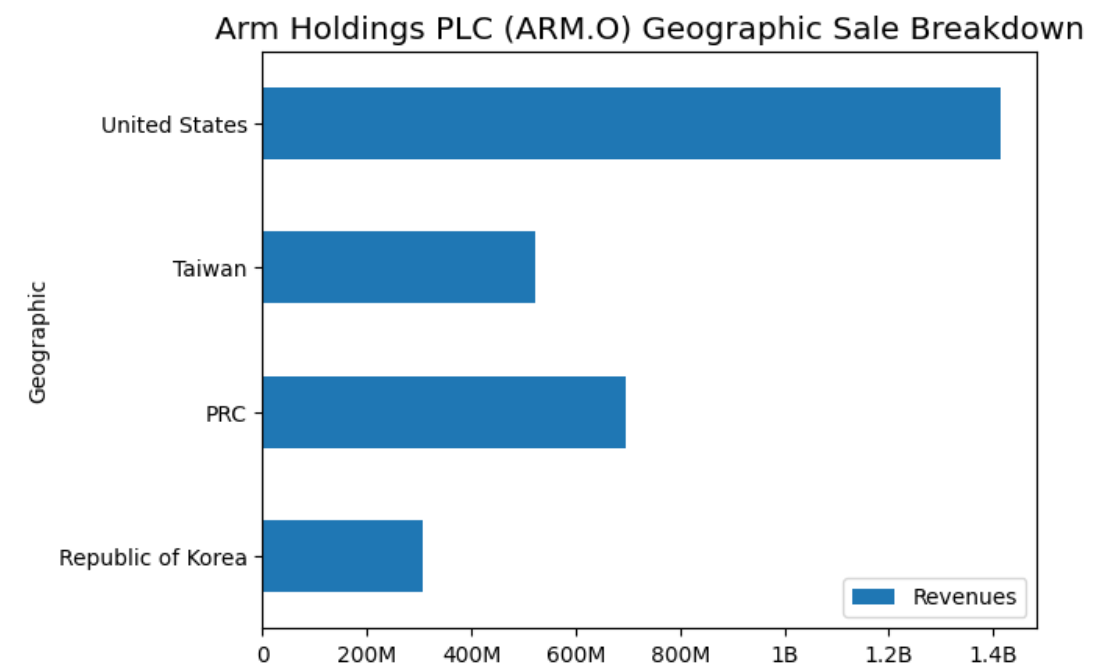 Arm Holdings PLC (ARM.O) Geographic Sale Breakdown
United States
Taiwan
Geographic
PRC
Republic of Korea
Revenues
0 200M 400M 600M 800M 1B 1.2B 1.4B